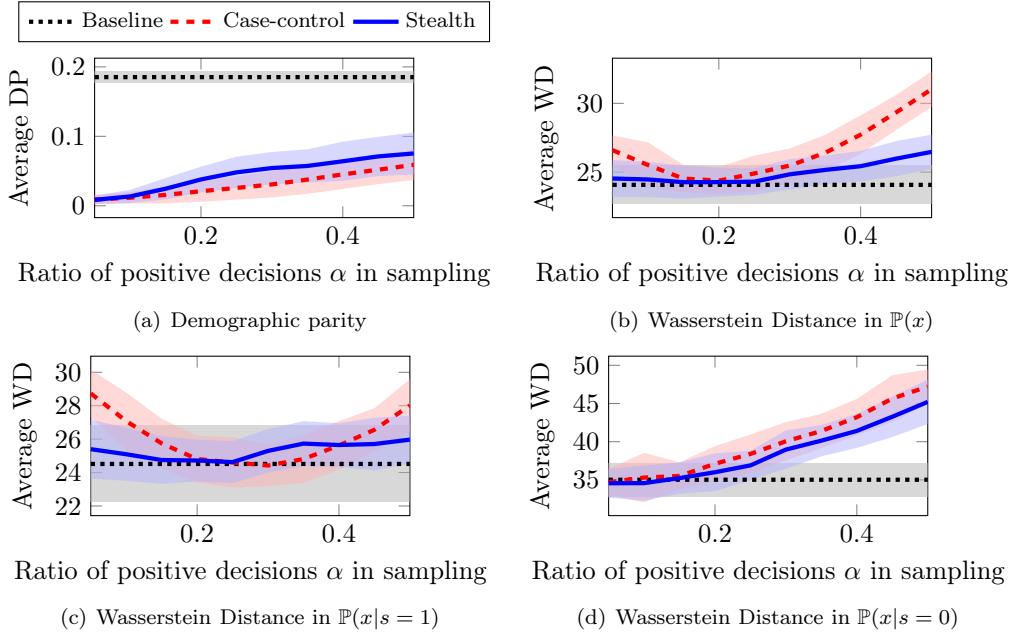 Baseline Case-control Stealth
Average DP
0.2
0.1
0
0.2 0.4
Ratio of positive decisions α in sampling
(a) Demographic parity
Average WD
30
25
0.2 0.4
Ratio of positive decisions α in sampling
(b) Wasserstein Distance in ℙ(x)
Average WD
30
28
26
24
22
0.2 0.4
Ratio of positive decisions α in sampling
(c) Wasserstein Distance in ℙ(x|s = 1)
Average WD
50
45
40
35
0.2 0.4
Ratio of positive decisions α in sampling
(d) Wasserstein Distance in ℙ(x|s = 0)